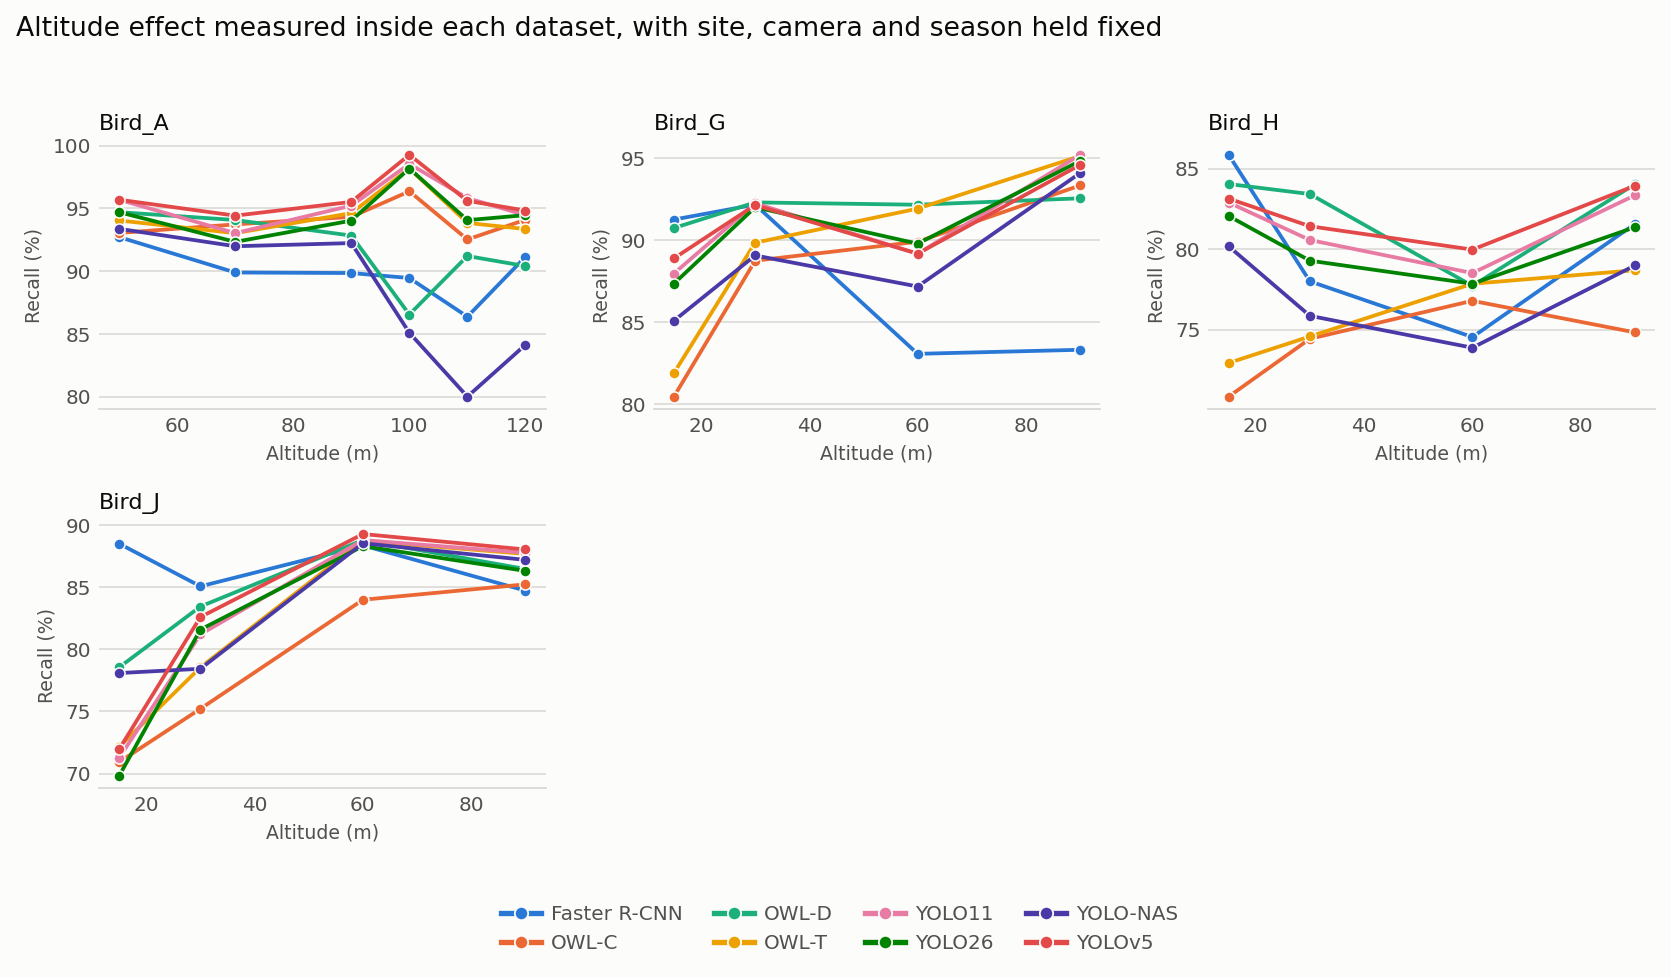 Altitude effect measured inside each dataset, with site, camera and season held fixed
Bird_A
100
95
90
85
80
Recall (%)
60 80 100 120
Altitude (m)
Bird_G
95
90
85
80
Recall (%)
20 40 60 80
Altitude (m)
Bird_H
85
80
75
Recall (%)
20 40 60 80
Altitude (m)
Bird_J
90
85
80
75
70
Recall (%)
20 40 60 80
Altitude (m)
Faster R-CNN OWL-D YOLO11 YOLO-NAS
OWL-C OWL-T YOLO26 YOLOv5